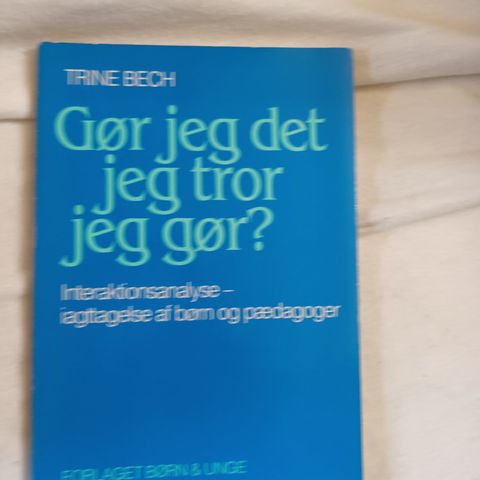 TRINE BECH
Gør jeg det
jeg tror
jeg gør?
Interaktionsanalyse –
iagttagelse af børn og pædagoger
FORLAGET BØRN & UNGE